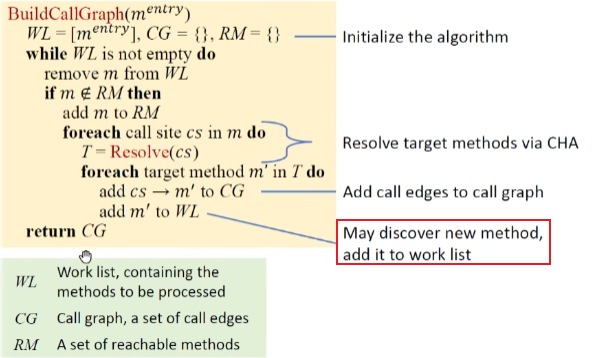 BuildCallGraph(m^entry)
WL = [m^entry], CG = {}, RM = {}
Initialize the algorithm
while WL is not empty do
remove m from WL
if m ∉ RM then
add m to RM
foreach call site cs in m do
T = Resolve(cs)
Resolve target methods via CHA
foreach target method m′ in T do
add cs → m′ to CG
Add call edges to call graph
add m′ to WL
May discover new method,
add it to work list
return CG
WL Work list, containing the
methods to be processed
CG Call graph, a set of call edges
RM A set of reachable methods